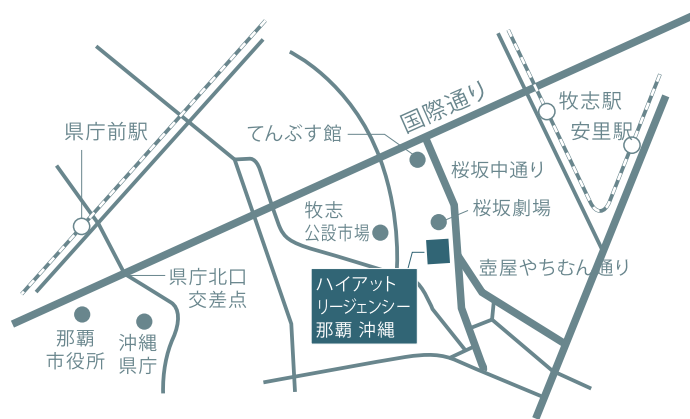 国際通り
牧志駅
安里駅
県庁前駅
てんぶす館
桜坂中通り
牧志
公設市場
桜坂劇場
県庁北口
交差点
壺屋やちむん通り
ハイアット
リージェンシー
那覇 沖縄
那覇
市役所
沖縄
県庁